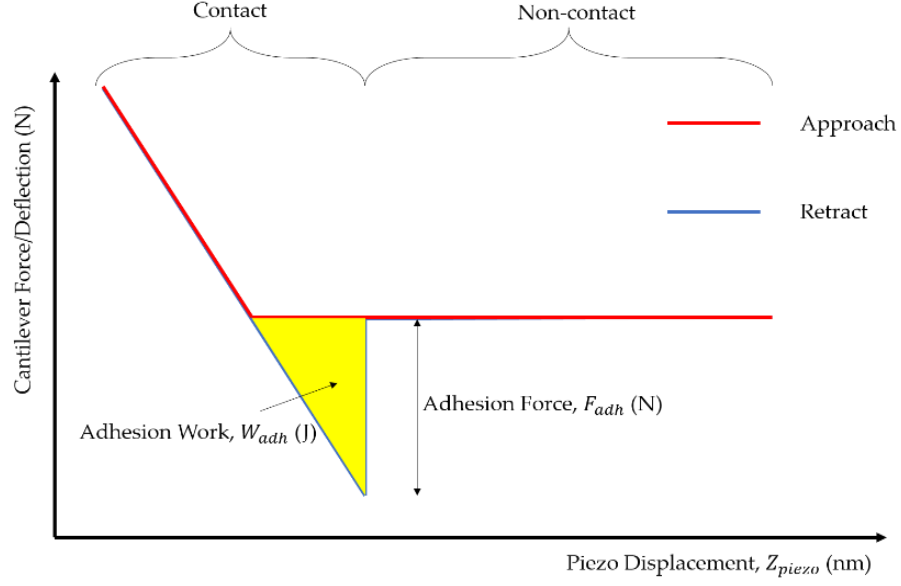 Contact
Non-contact
Approach
Retract
Cantilever Force/Deflection (N)
Adhesion Force, F_adh (N)
Adhesion Work, W_adh (J)
Piezo Displacement, Z_piezo (nm)